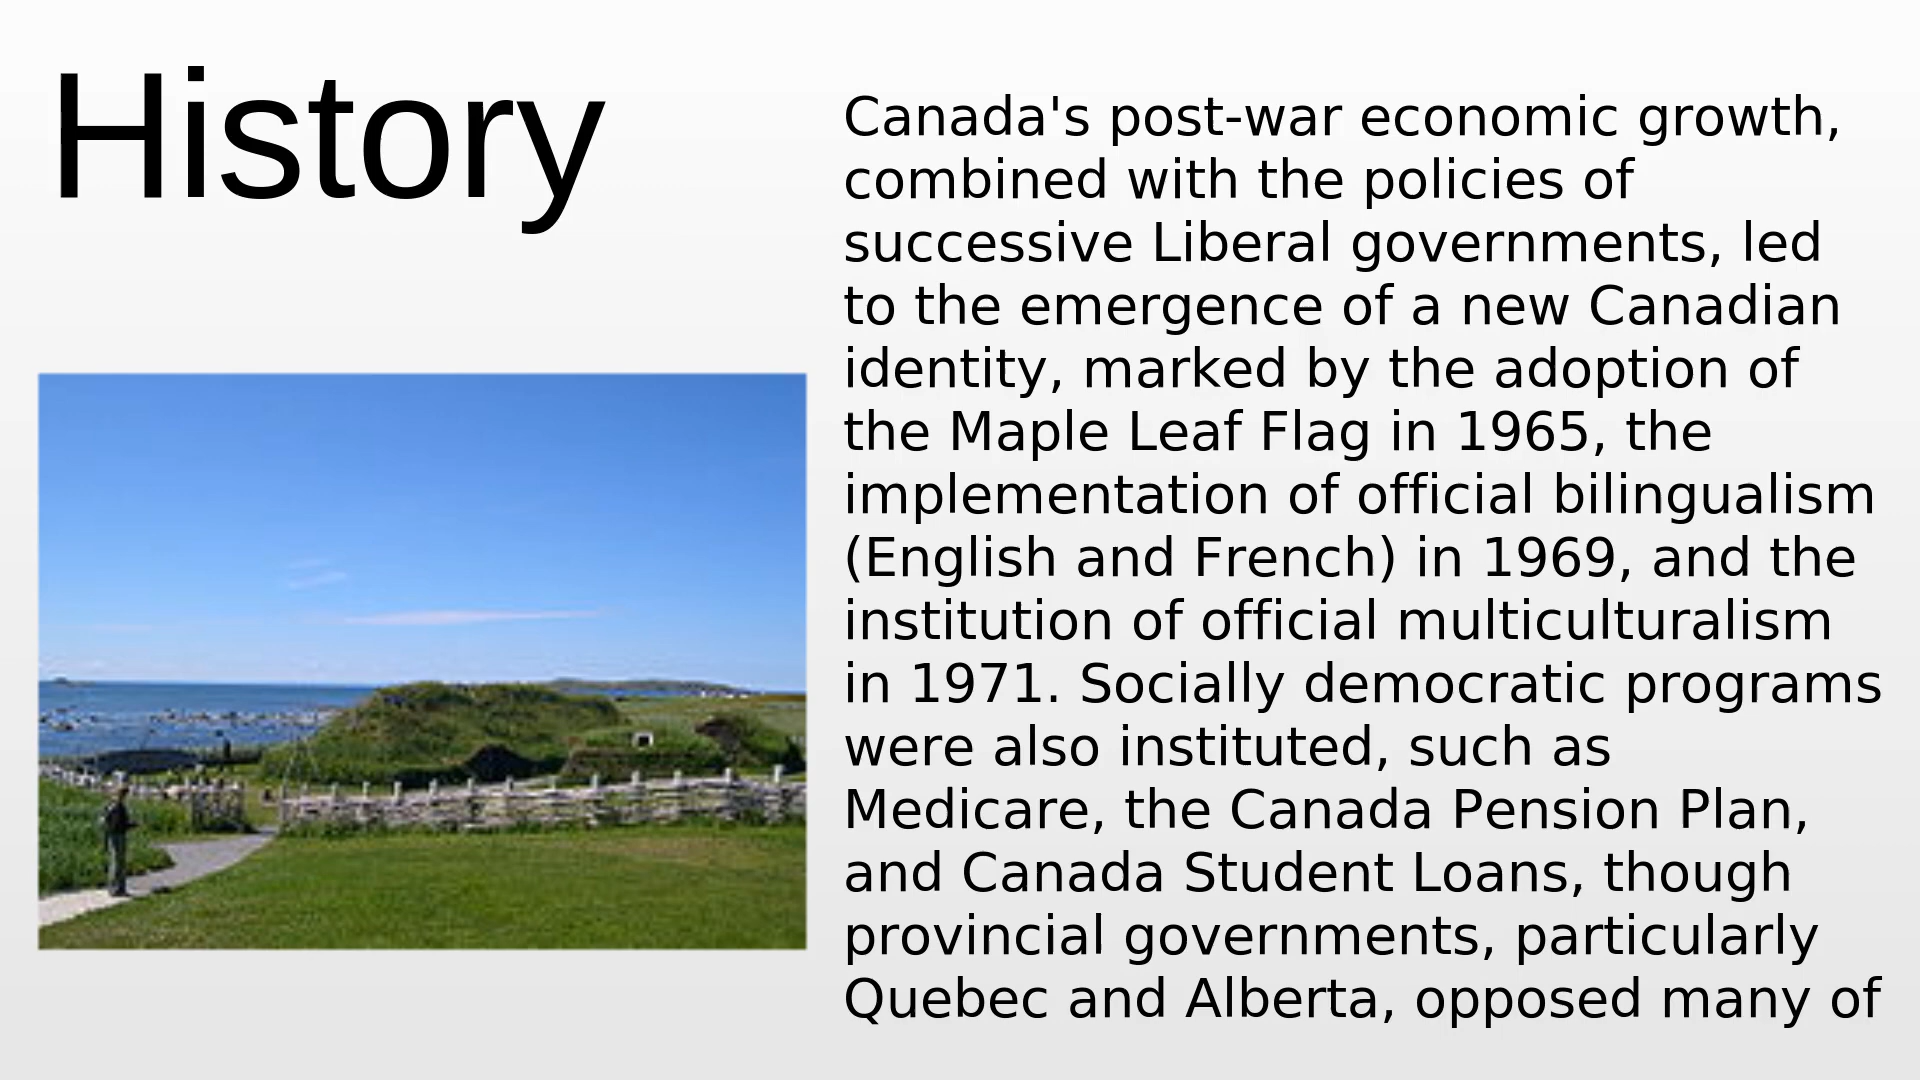 History
Canada's post-war economic growth,
combined with the policies of
successive Liberal governments, led
to the emergence of a new Canadian
identity, marked by the adoption of
the Maple Leaf Flag in 1965, the
implementation of official bilingualism
(English and French) in 1969, and the
institution of official multiculturalism
in 1971. Socially democratic programs
were also instituted, such as
Medicare, the Canada Pension Plan,
and Canada Student Loans, though
provincial governments, particularly
Quebec and Alberta, opposed many of